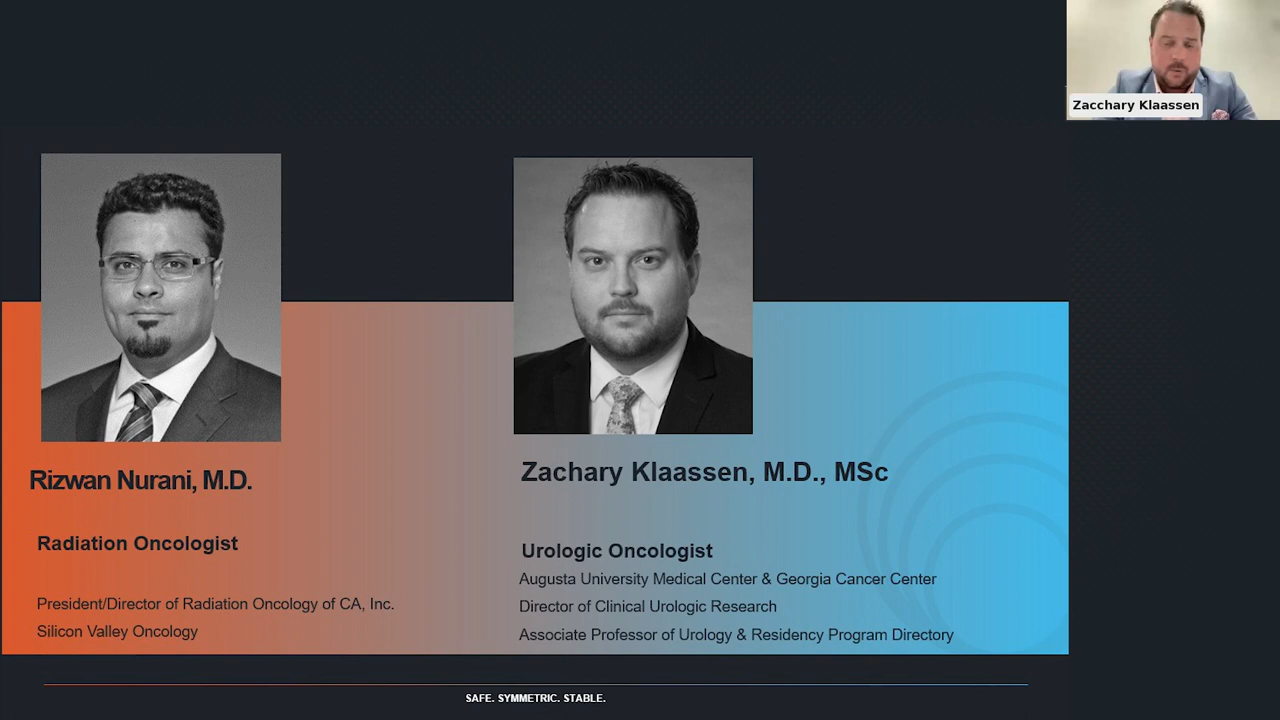 Zacchary Klaassen
Rizwan Nurani, M.D.
Radiation Oncologist
President/Director of Radiation Oncology of CA, Inc.
Silicon Valley Oncology
Zachary Klaassen, M.D., MSc
Urologic Oncologist
Augusta University Medical Center & Georgia Cancer Center
Director of Clinical Urologic Research
Associate Professor of Urology & Residency Program Directory
SAFE. SYMMETRIC. STABLE.